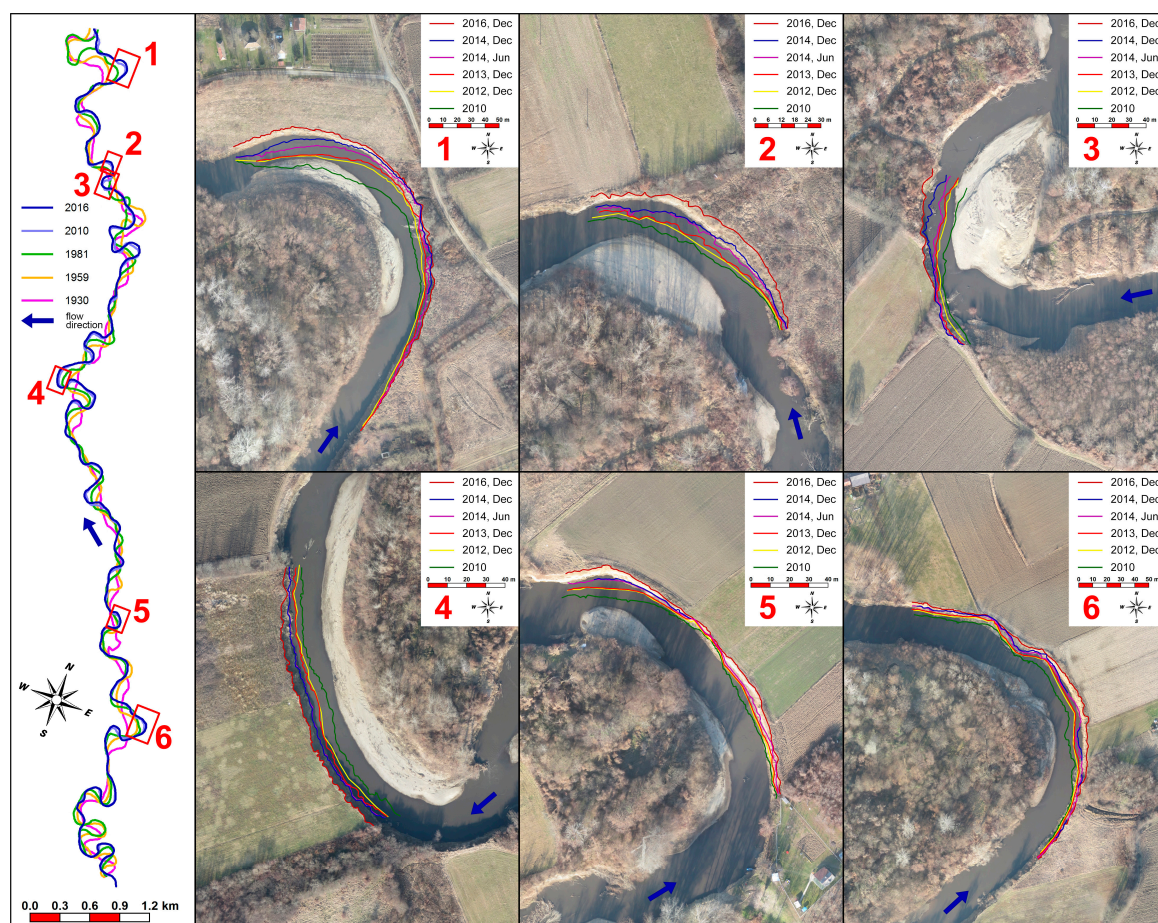 1
2
3
2016
2010
1981
1959
1930
flow
direction
4
5
N
W
E
S
6
0.0 0.3 0.6 0.9 1.2 km
2016, Dec
2014, Dec
2014, Jun
2013, Dec
2012, Dec
2010
0 10 20 30 40 50 m
1
N
W E
S
2016, Dec
2014, Dec
2014, Jun
2013, Dec
2012, Dec
2010
0 6 12 18 24 30 m
2
N
W E
S
2016, Dec
2014, Dec
2014, Jun
2013, Dec
2012, Dec
2010
0 10 20 30 40 m
3
N
W E
S
2016, Dec
2014, Dec
2014, Jun
2013, Dec
2012, Dec
2010
0 10 20 30 40 m
4
N
W E
S
2016, Dec
2014, Dec
2014, Jun
2013, Dec
2012, Dec
2010
0 10 20 30 40 m
5
N
W E
S
2016, Dec
2014, Dec
2014, Jun
2013, Dec
2012, Dec
2010
0 10 20 30 40 50 m
6
N
W E
S